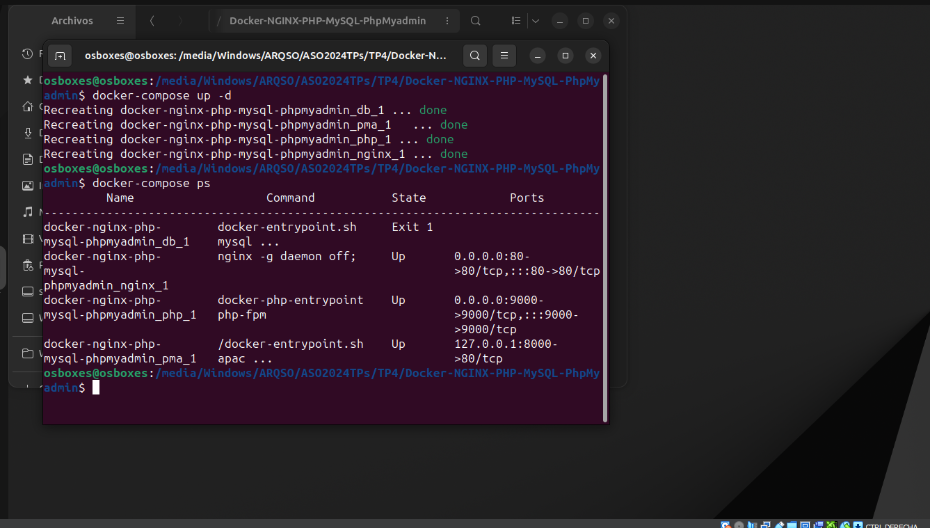 Archivos
Docker-NGINX-PHP-MySQL-PhpMyadmin
osboxes@osboxes: /media/Windows/ARQSO/ASO2024TPs/TP4/Docker-N...
osboxes@osboxes:/media/Windows/ARQSO/ASO2024TPs/TP4/Docker-NGINX-PHP-MySQL-PhpMy
admin$ docker-compose up -d
Recreating docker-nginx-php-mysql-phpmyadmin_db_1 ... done
Recreating docker-nginx-php-mysql-phpmyadmin_pma_1   ... done
Recreating docker-nginx-php-mysql-phpmyadmin_php_1 ... done
Recreating docker-nginx-php-mysql-phpmyadmin_nginx_1 ... done
osboxes@osboxes:/media/Windows/ARQSO/ASO2024TPs/TP4/Docker-NGINX-PHP-MySQL-PhpMy
admin$ docker-compose ps
Name Command State Ports
--------------------------------------------------------------------------------
docker-nginx-php- docker-entrypoint.sh Exit 1
mysql-phpmyadmin_db_1 mysql ...
docker-nginx-php- nginx -g daemon off; Up 0.0.0.0:80-
mysql- >80/tcp,:::80->80/tcp
phpmyadmin_nginx_1
docker-nginx-php- docker-php-entrypoint Up 0.0.0.0:9000-
mysql-phpmyadmin_php_1 php-fpm >9000/tcp,:::9000-
>9000/tcp
docker-nginx-php- /docker-entrypoint.sh Up 127.0.0.1:8000-
mysql-phpmyadmin_pma_1 apac ... >80/tcp
osboxes@osboxes:/media/Windows/ARQSO/ASO2024TPs/TP4/Docker-NGINX-PHP-MySQL-PhpMy
admin$
CTRL DERECHA